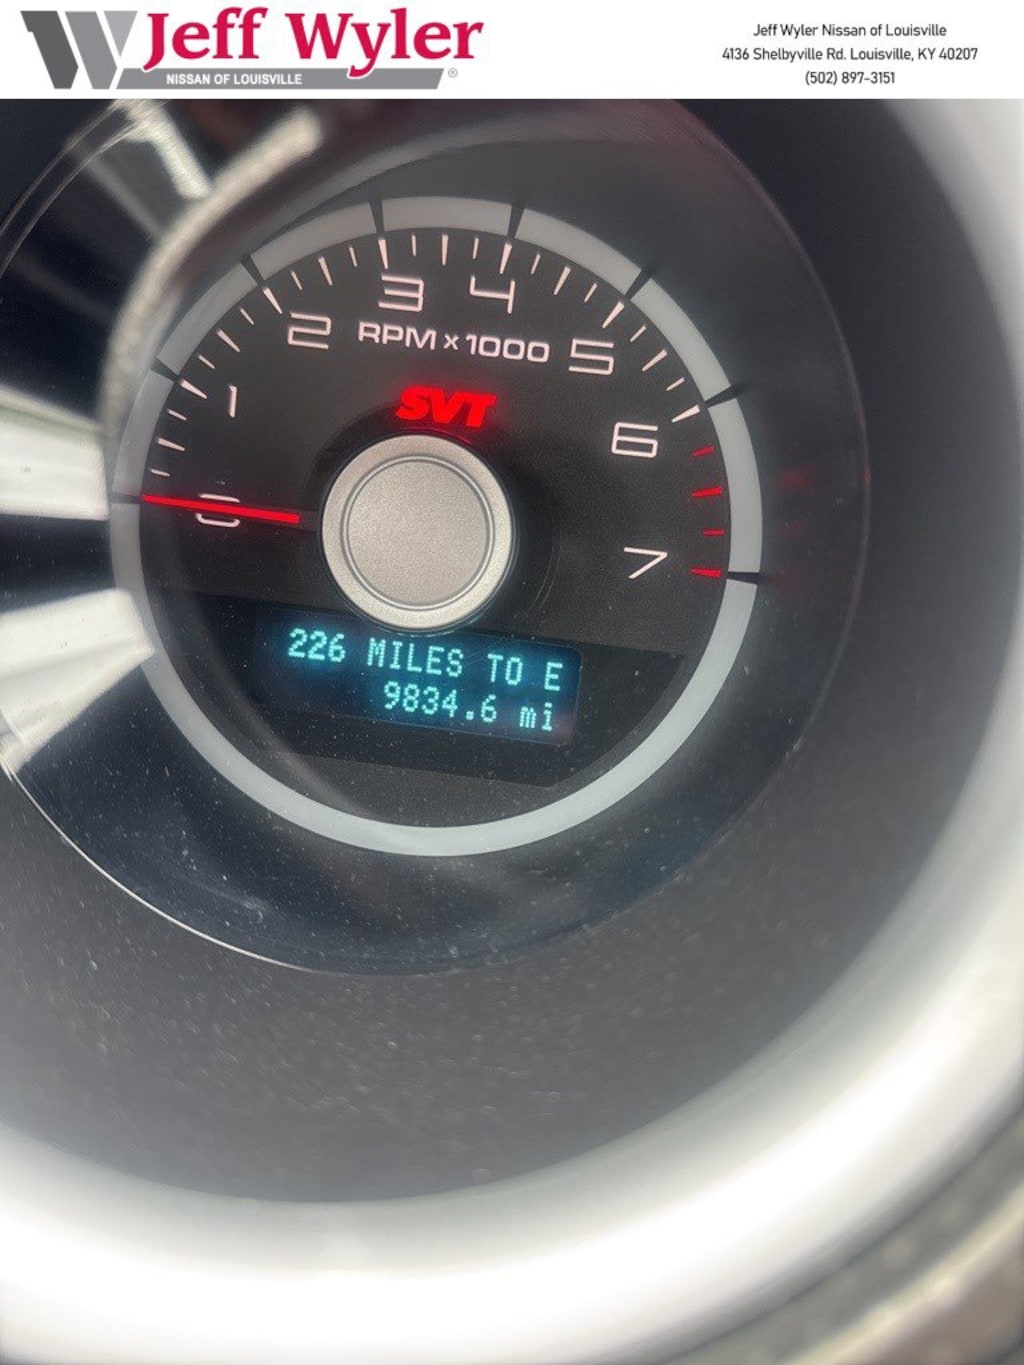 Jeff Wyler
NISSAN OF LOUISVILLE
®
Jeff Wyler Nissan of Louisville
4136 Shelbyville Rd. Louisville, KY 40207
(502) 897-3151
3 4
2 5
RPM x 1000
1 6
SVT
0 7
226 MILES TO E
9834.6 mi